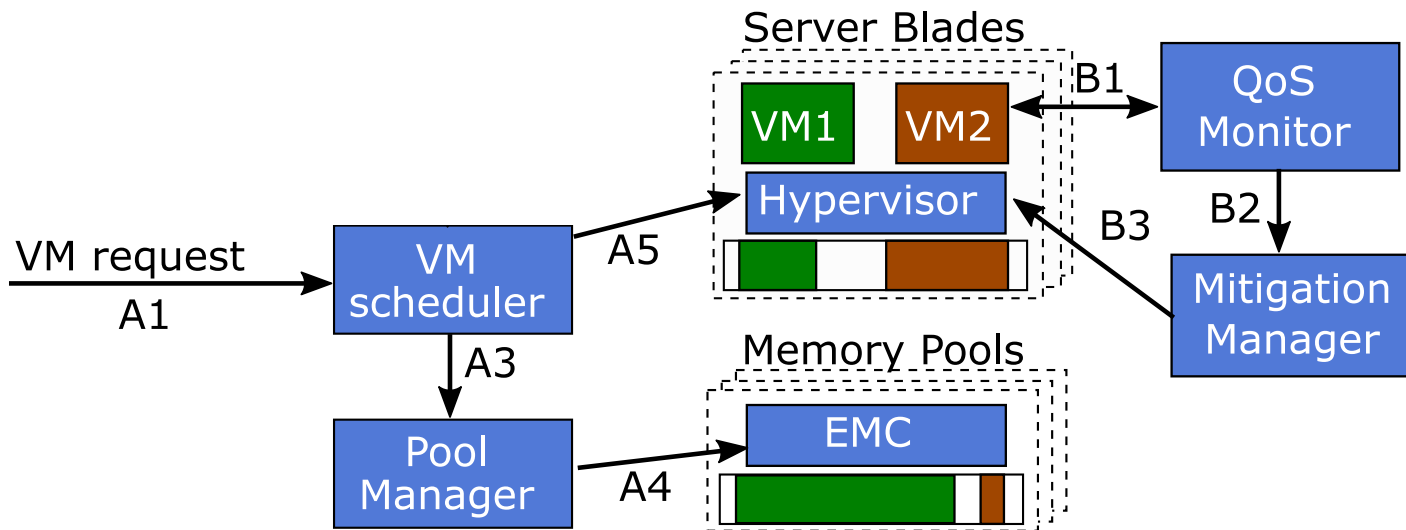 Server Blades
VM1
VM2
B1
QoS
Monitor
Hypervisor
B2
B3
VM request
A1
VM
scheduler
A5
Mitigation
Manager
A3
Memory Pools
EMC
Pool
Manager
A4